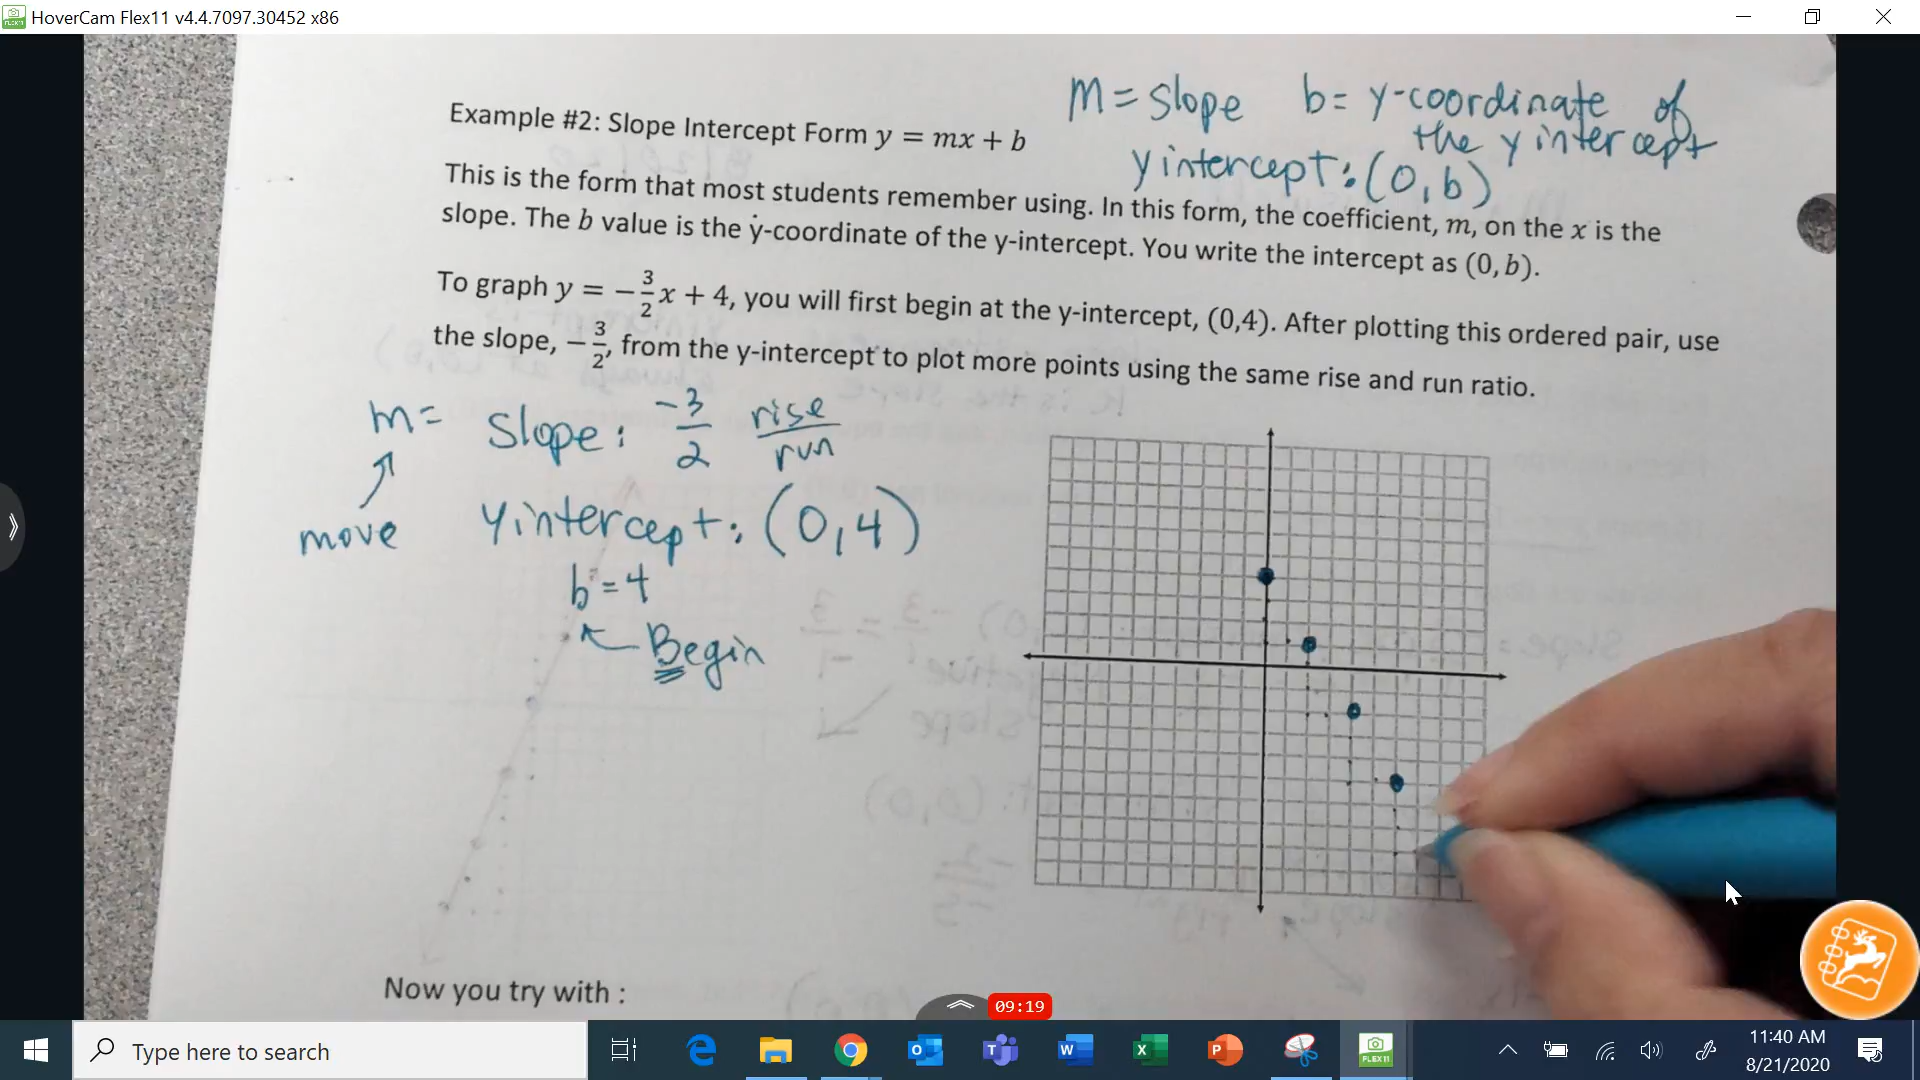 HoverCam Flex11 v4.4.7097.30452 x86
m = slope b = y-coordinate of
the y intercept
y intercept: (0, b)
Example #2: Slope Intercept Form y = mx + b
This is the form that most students remember using. In this form, the coefficient, m, on the x is the
slope. The b value is the y-coordinate of the y-intercept. You write the intercept as (0, b).
To graph y = −3/2x + 4, you will first begin at the y-intercept, (0,4). After plotting this ordered pair, use
the slope, −3/2, from the y-intercept to plot more points using the same rise and run ratio.
m = slope: -3/2 rise/run
move
y intercept: (0, 4)
b = 4
Begin
Now you try with :
09:19
Type here to search
11:40 AM
8/21/2020